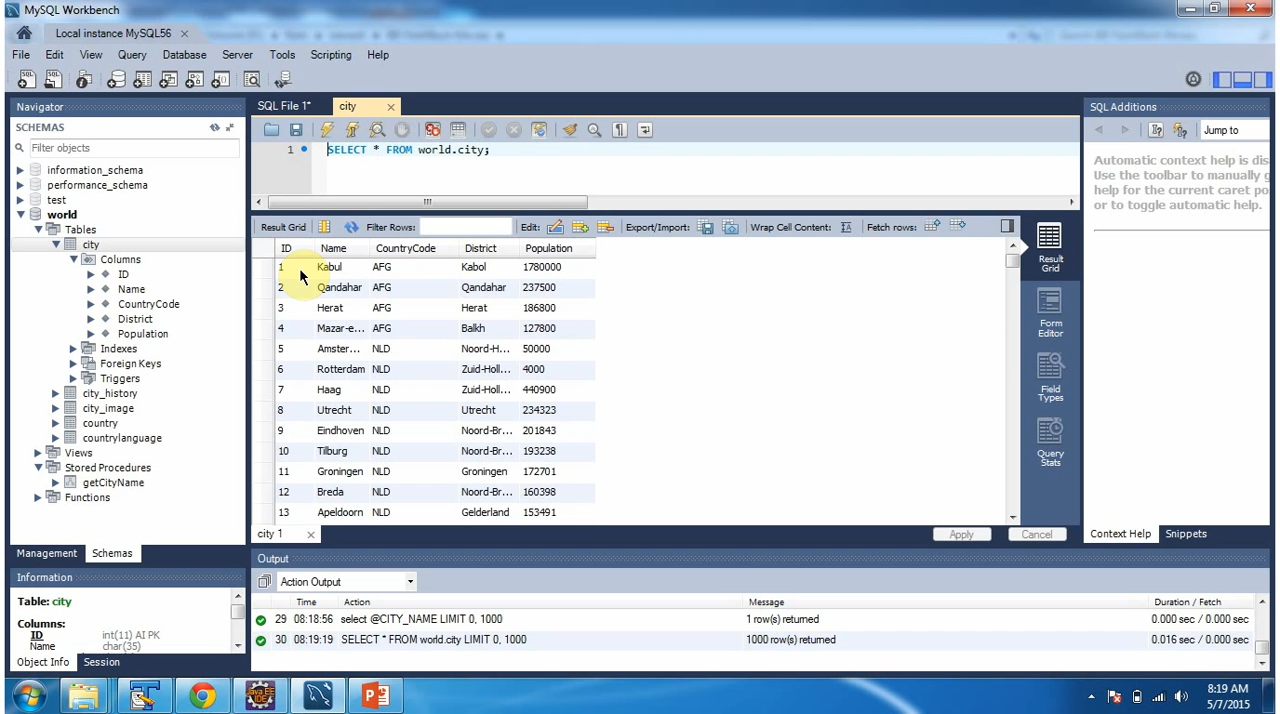 MySQL Workbench
Local instance MySQL56
File Edit View Query Database Server Tools Scripting Help
Navigator
SCHEMAS
Filter objects
information_schema
performance_schema
test
world
Tables
city
Columns
ID
Name
CountryCode
District
Population
Indexes
Foreign Keys
Triggers
city_history
city_image
country
countrylanguage
Views
Stored Procedures
getCityName
Functions
Management Schemas
Information
Table: city
Columns:
ID int(11) AI PK
Name char(35)
Object Info Session
SQL File 1* city
1 SELECT * FROM world.city;
Result Grid Filter Rows: Edit: Export/Import: Wrap Cell Content: Fetch rows:
ID Name CountryCode District Population
1 Kabul AFG Kabol 1780000
2 Qandahar AFG Qandahar 237500
3 Herat AFG Herat 186800
4 Mazar-e... AFG Balkh 127800
5 Amster... NLD Noord-H... 50000
6 Rotterdam NLD Zuid-Holl... 4000
7 Haag NLD Zuid-Holl... 440900
8 Utrecht NLD Utrecht 234323
9 Eindhoven NLD Noord-Br... 201843
10 Tilburg NLD Noord-Br... 193238
11 Groningen NLD Groningen 172701
12 Breda NLD Noord-Br... 160398
13 Apeldoorn NLD Gelderland 153491
city 1 Apply Cancel
Result
Grid
Form
Editor
Field
Types
Query
Stats
SQL Additions
Jump to
Automatic context help is dis
Use the toolbar to manually g
help for the current caret po
or to toggle automatic help.
Context Help Snippets
Output
Action Output
Time Action Message Duration / Fetch
29 08:18:56 select @CITY_NAME LIMIT 0, 1000 1 row(s) returned 0.000 sec / 0.000 sec
30 08:19:19 SELECT * FROM world.city LIMIT 0, 1000 1000 row(s) returned 0.016 sec / 0.000 sec
Java EE
IDE
8:19 AM
5/7/2015